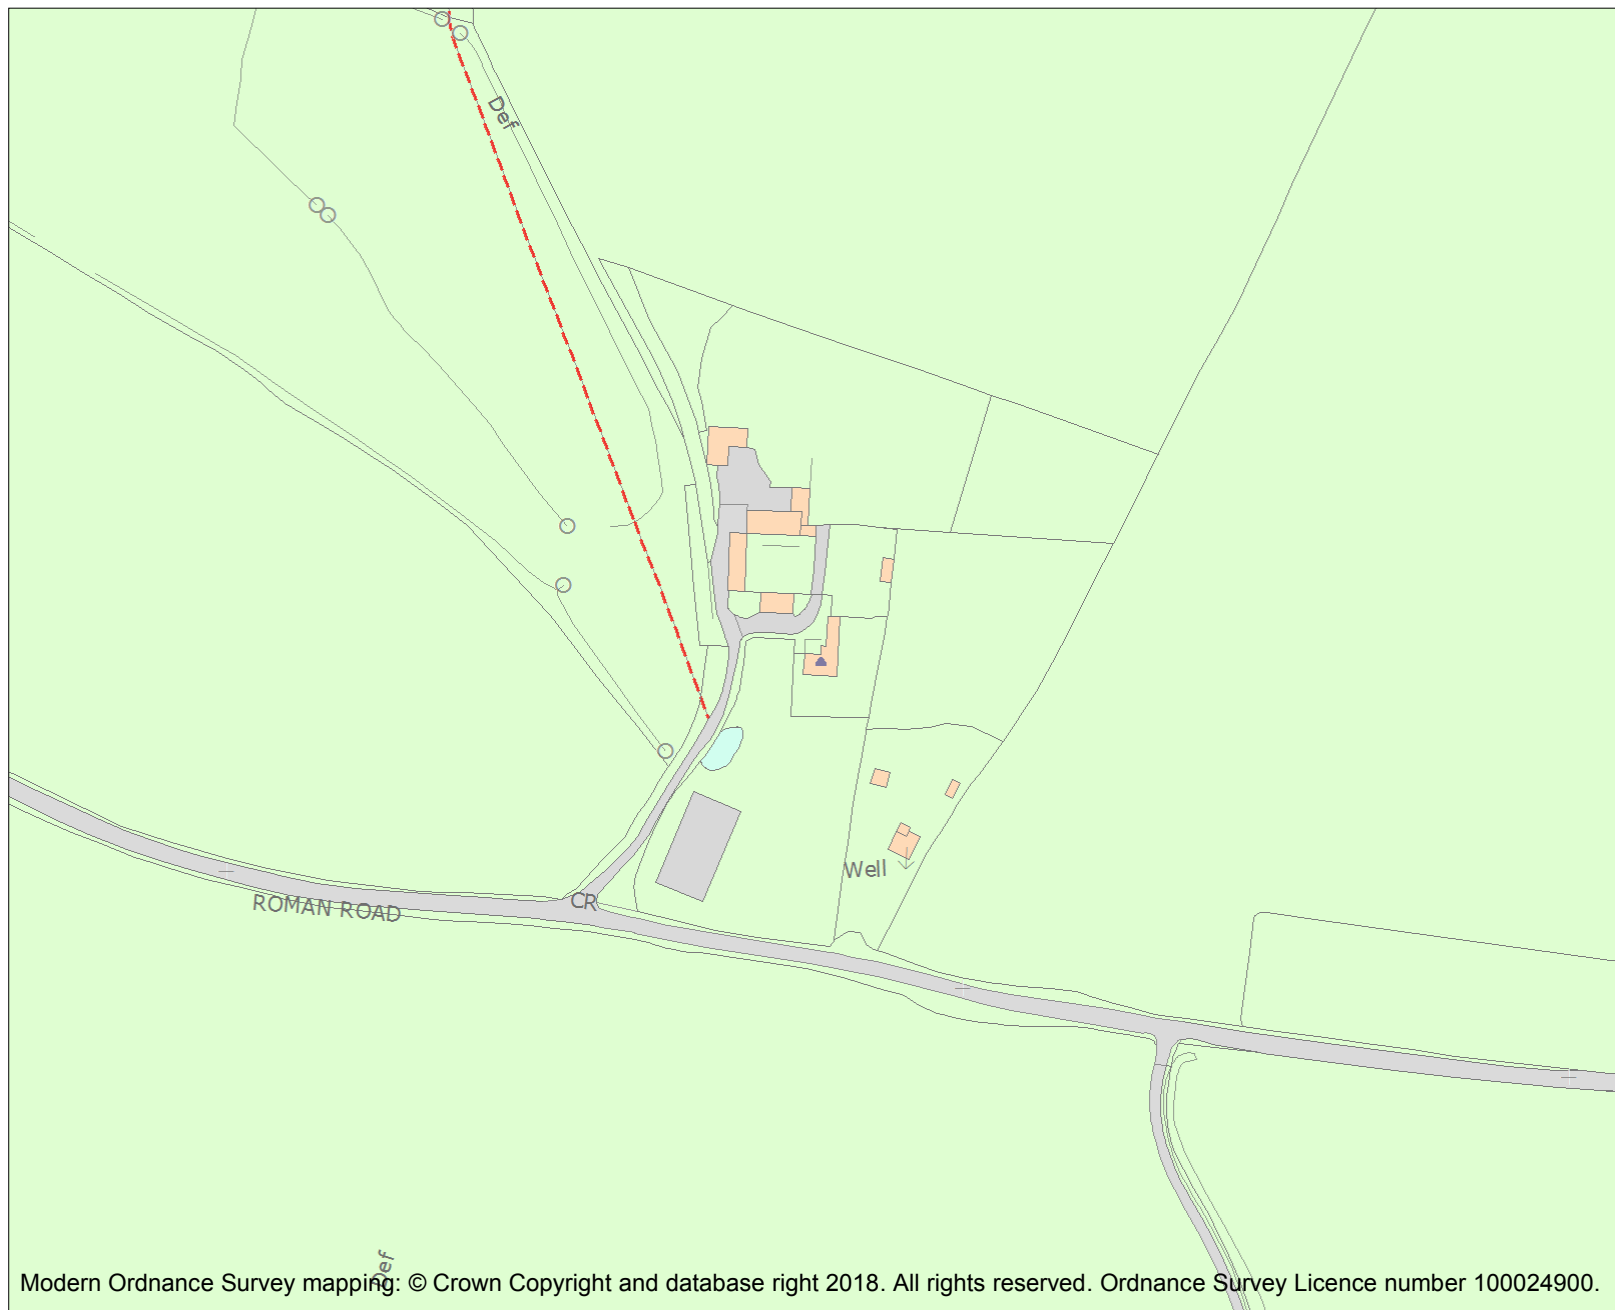 Def
Well
CR
ROMAN ROAD
Def
Modern Ordnance Survey mapping: © Crown Copyright and database right 2018. All rights reserved. Ordnance Survey Licence number 100024900.